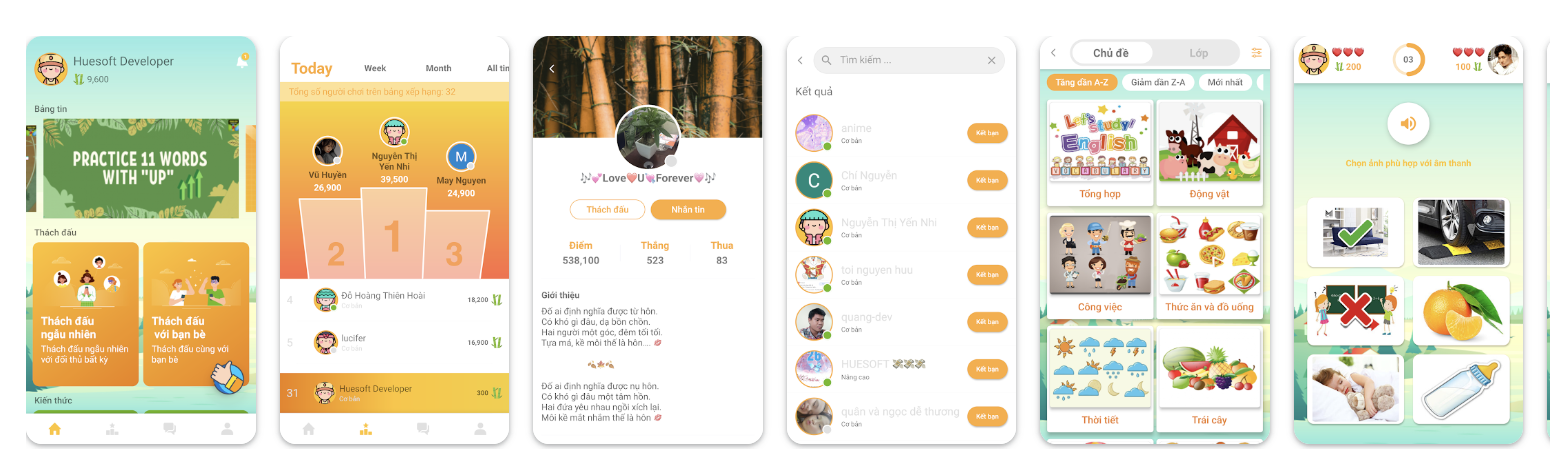 Huesoft Developer
9,600
Bảng tin
PRACTICE 11 WORDS
WITH "UP"
Thách đấu
Thách đấu
ngẫu nhiên
Thách đấu ngẫu nhiên
với đối thủ bất kỳ
Thách đấu
với bạn bè
Thách đấu cùng với
bạn bè
Kiến thức
Today
Week
Month
All tim
Tổng số người chơi trên bảng xếp hạng: 32
Vũ Huyền
26,900
Nguyễn Thị
Yến Nhi
39,500
M
May Nguyen
24,900
2
1
3
4
Đỗ Hoàng Thiên Hoài
Cơ bản
18,200
5
lucifer
Cơ bản
16,900
31
Huesoft Developer
Cơ bản
300
🎶💕Love❤️U💘Forever💗🎶
Thách đấu
Nhắn tin
Điểm
538,100
Thắng
523
Thua
83
Giới thiệu
Đố ai định nghĩa được từ hôn.
Có khó gì đâu, dạ bồn chồn.
Hai người một góc, đêm tối tối.
Tựa má, kề môi thế là hôn... 💋
Đố ai định nghĩa được nụ hôn.
Có khó gì đâu một tâm hồn.
Hai đứa yêu nhau ngồi xích lại.
Môi kề mắt nhắm thế là hôn 💋
Tìm kiếm ...
Kết quả
anime
Cơ bản
Kết bạn
C
Chi Nguyễn
Cơ bản
Kết bạn
Nguyễn Thị Yến Nhi
Cơ bản
Kết bạn
toi nguyen huu
Cơ bản
Kết bạn
quang-dev
Cơ bản
Kết bạn
HUESOFT 💸💸💸
Nâng cao
Kết bạn
quân và ngọc dễ thương
Cơ bản
Kết bạn
Chủ đề
Lớp
Tăng dần A-Z
Giảm dần Z-A
Mới nhất
Let's Study!
English
VOCABULARY
Tổng hợp
Động vật
Công việc
Thức ăn và đồ uống
Thời tiết
Trái cây
200
03
100
Chọn ảnh phù hợp với âm thanh